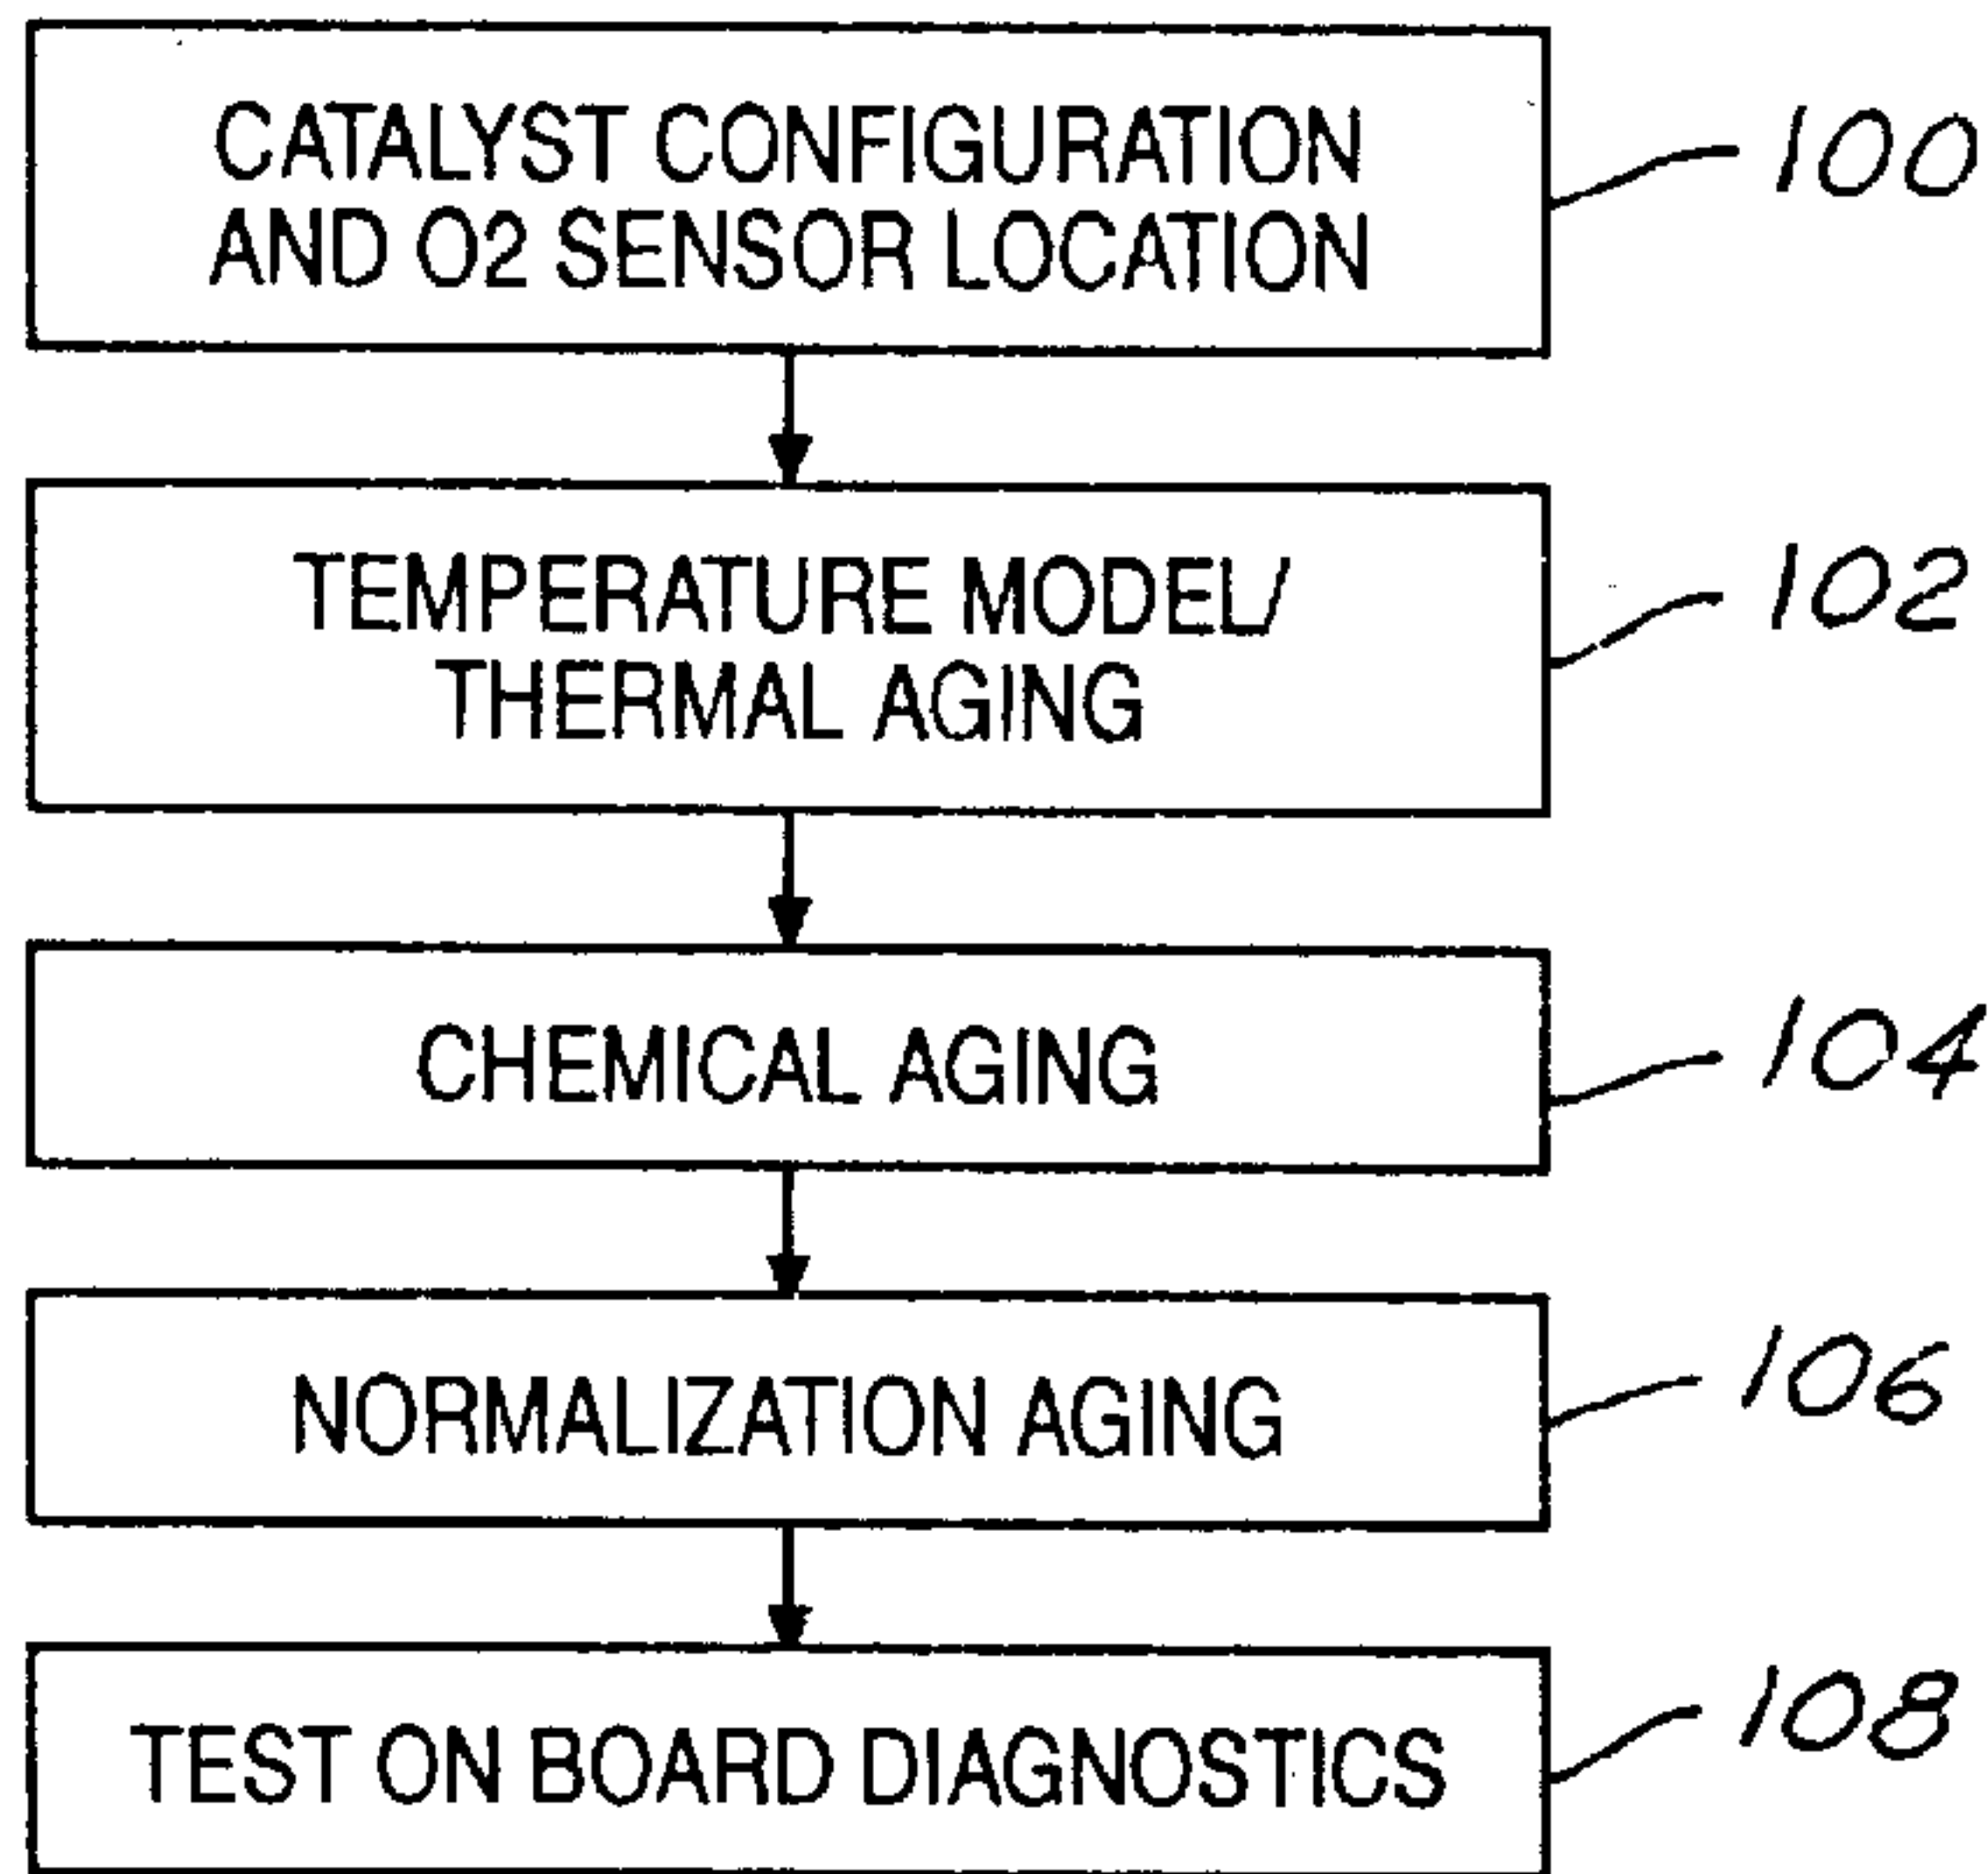 CATALYST CONFIGURATION
AND O2 SENSOR LOCATION
100
TEMPERATURE MODEL/
THERMAL AGING
102
CHEMICAL AGING
104
NORMALIZATION AGING
106
TEST ON BOARD DIAGNOSTICS
108